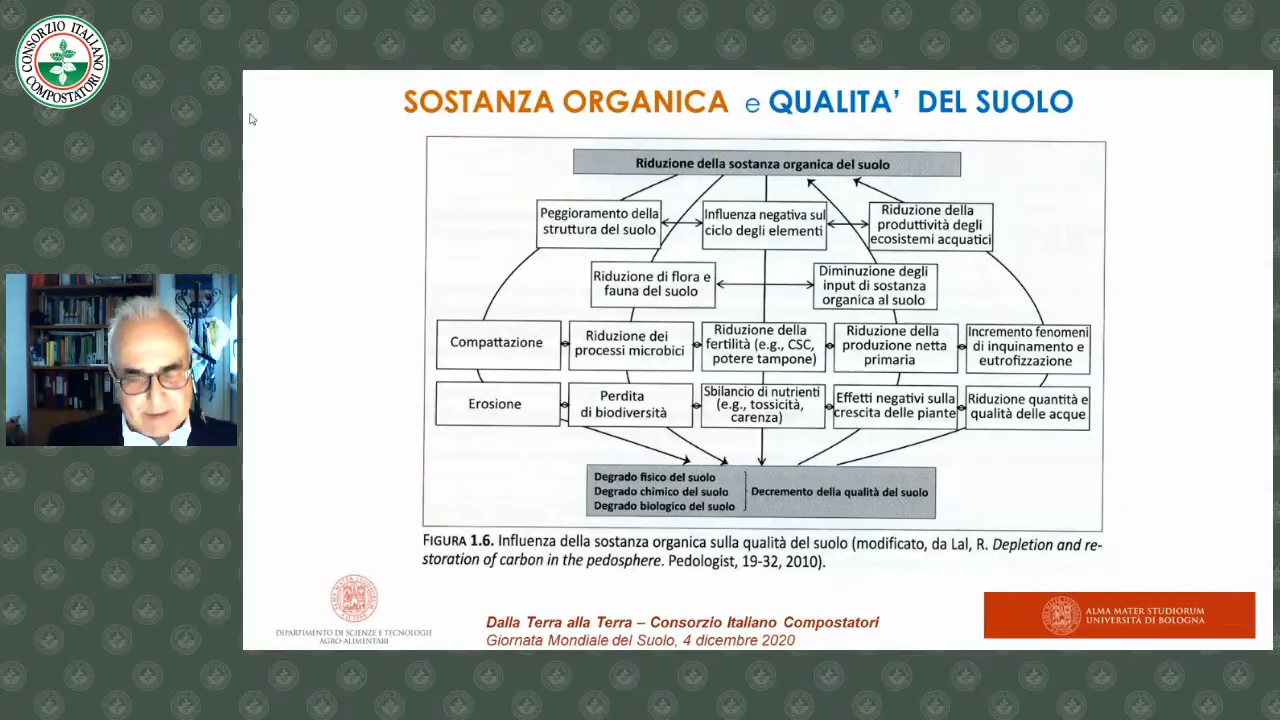 CONSORZIO ITALIANO
COMPOSTATORI
SOSTANZA ORGANICA e QUALITA’ DEL SUOLO
Riduzione della sostanza organica del suolo
Peggioramento della
struttura del suolo
Influenza negativa sul
ciclo degli elementi
Riduzione della
produttività degli
ecosistemi acquatici
Riduzione di flora e
fauna del suolo
Diminuzione degli
input di sostanza
organica al suolo
Compattazione
Riduzione dei
processi microbici
Riduzione della
fertilità (e.g., CSC,
potere tampone)
Riduzione della
produzione netta
primaria
Incremento fenomeni
di inquinamento e
eutrofizzazione
Erosione
Perdita
di biodiversità
Sbilancio di nutrienti
(e.g., tossicità,
carenza)
Effetti negativi sulla
crescita delle piante
Riduzione quantità e
qualità delle acque
Degrado fisico del suolo
Degrado chimico del suolo
Degrado biologico del suolo
Decremento della qualità del suolo
FIGURA 1.6. Influenza della sostanza organica sulla qualità del suolo (modificato, da Lal, R. Depletion and re-
storation of carbon in the pedosphere. Pedologist, 19-32, 2010).
DIPARTIMENTO DI SCIENZE E TECNOLOGIE
AGRO-ALIMENTARI
Dalla Terra alla Terra – Consorzio Italiano Compostatori
Giornata Mondiale del Suolo, 4 dicembre 2020
ALMA MATER STUDIORUM
UNIVERSITÀ DI BOLOGNA